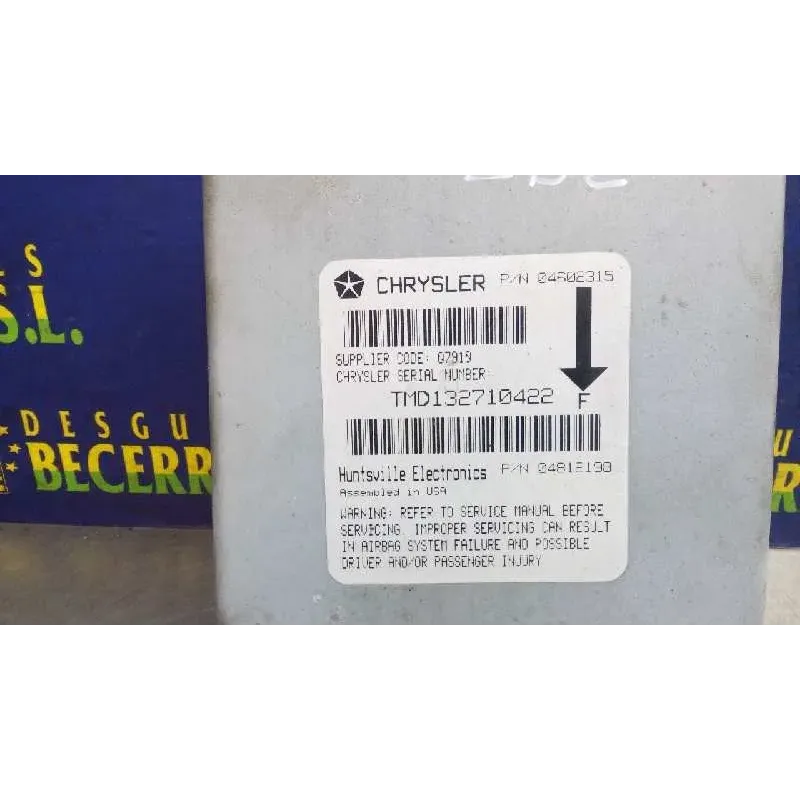 CHRYSLER P/N 04602315
SUPPLIER CODE: Q7919
CHRYSLER SERIAL NUMBER:
TMD132710422 F
Huntsville Electronics P/N
Assembled in USA
WARNING: REFER TO SERVICE MANUAL BEFORE
SERVICING. IMPROPER SERVICING CAN RESULT
IN AIRBAG SYSTEM FAILURE AND POSSIBLE
DRIVER AND/OR PASSENGER INJURY
ES
S.L.
DESGU
BECERR